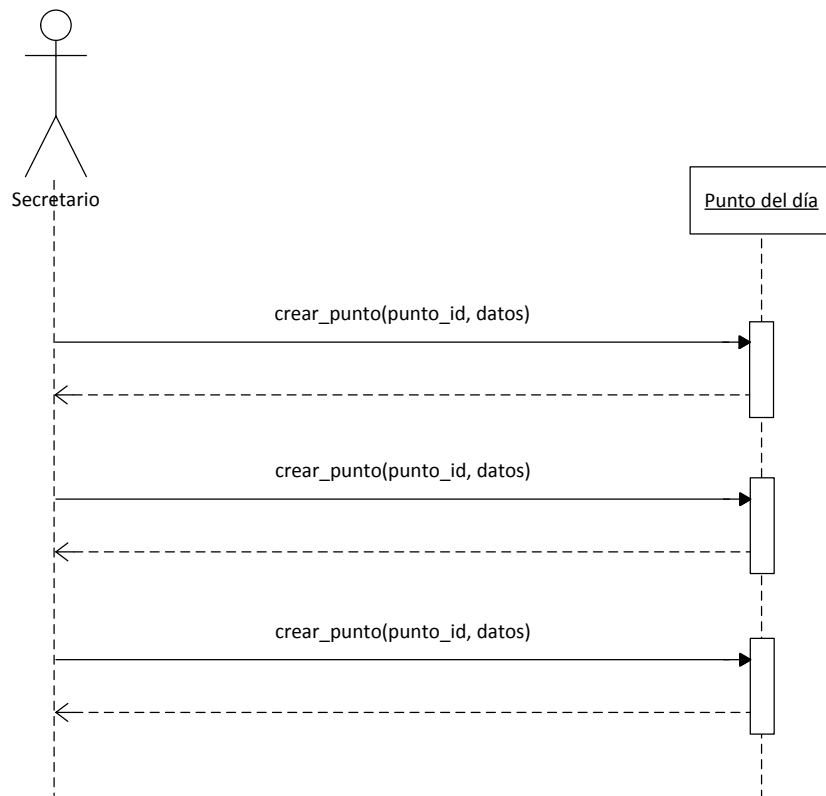 Secretario
Punto del día
crear_punto(punto_id, datos)
crear_punto(punto_id, datos)
crear_punto(punto_id, datos)